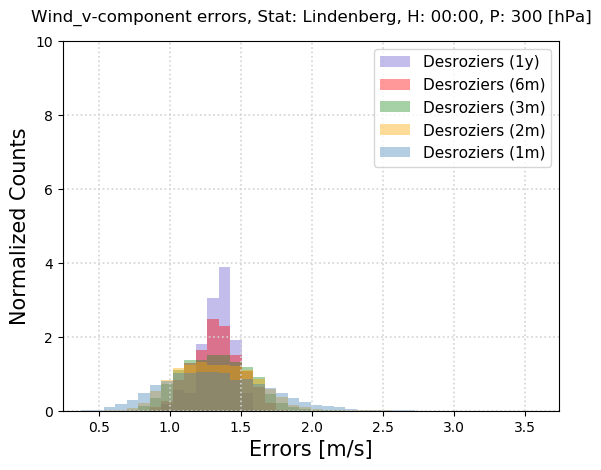 Wind_v-component errors, Stat: Lindenberg, H: 00:00, P: 300 [hPa]
10
8
6
4
2
0
Normalized Counts
Desroziers (1y)
Desroziers (6m)
Desroziers (3m)
Desroziers (2m)
Desroziers (1m)
0.5 1.0 1.5 2.0 2.5 3.0 3.5
Errors [m/s]